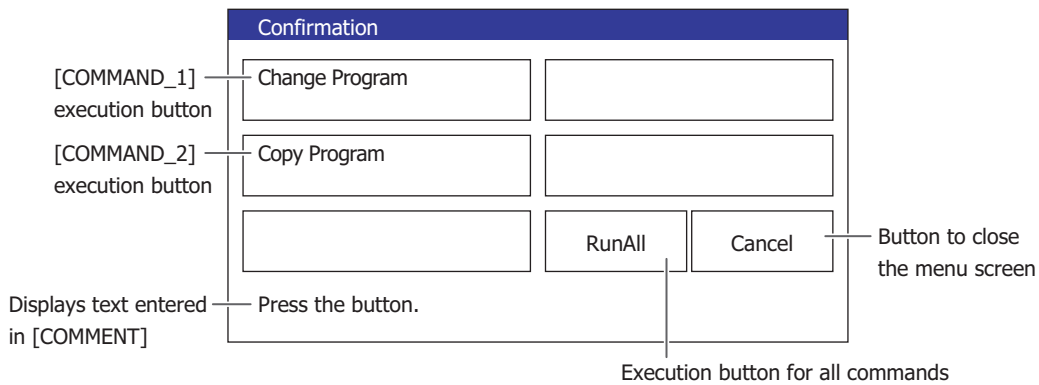 Confirmation
[COMMAND_1]
execution button
Change Program
[COMMAND_2]
execution button
Copy Program
RunAll
Cancel
Button to close
the menu screen
Displays text entered
in [COMMENT]
Press the button.
Execution button for all commands